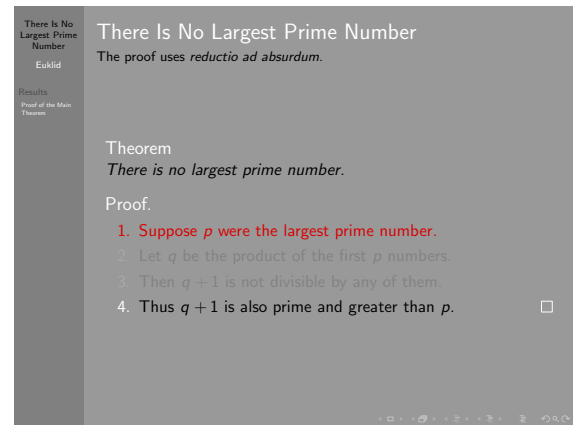 There Is No
Largest Prime
Number
Euklid
Results
Proof of the Main
Theorem
There Is No Largest Prime Number
The proof uses reductio ad absurdum.
Theorem
There is no largest prime number.
Proof.
1. Suppose p were the largest prime number.
2. Let q be the product of the first p numbers.
3. Then q + 1 is not divisible by any of them.
4. Thus q + 1 is also prime and greater than p. □